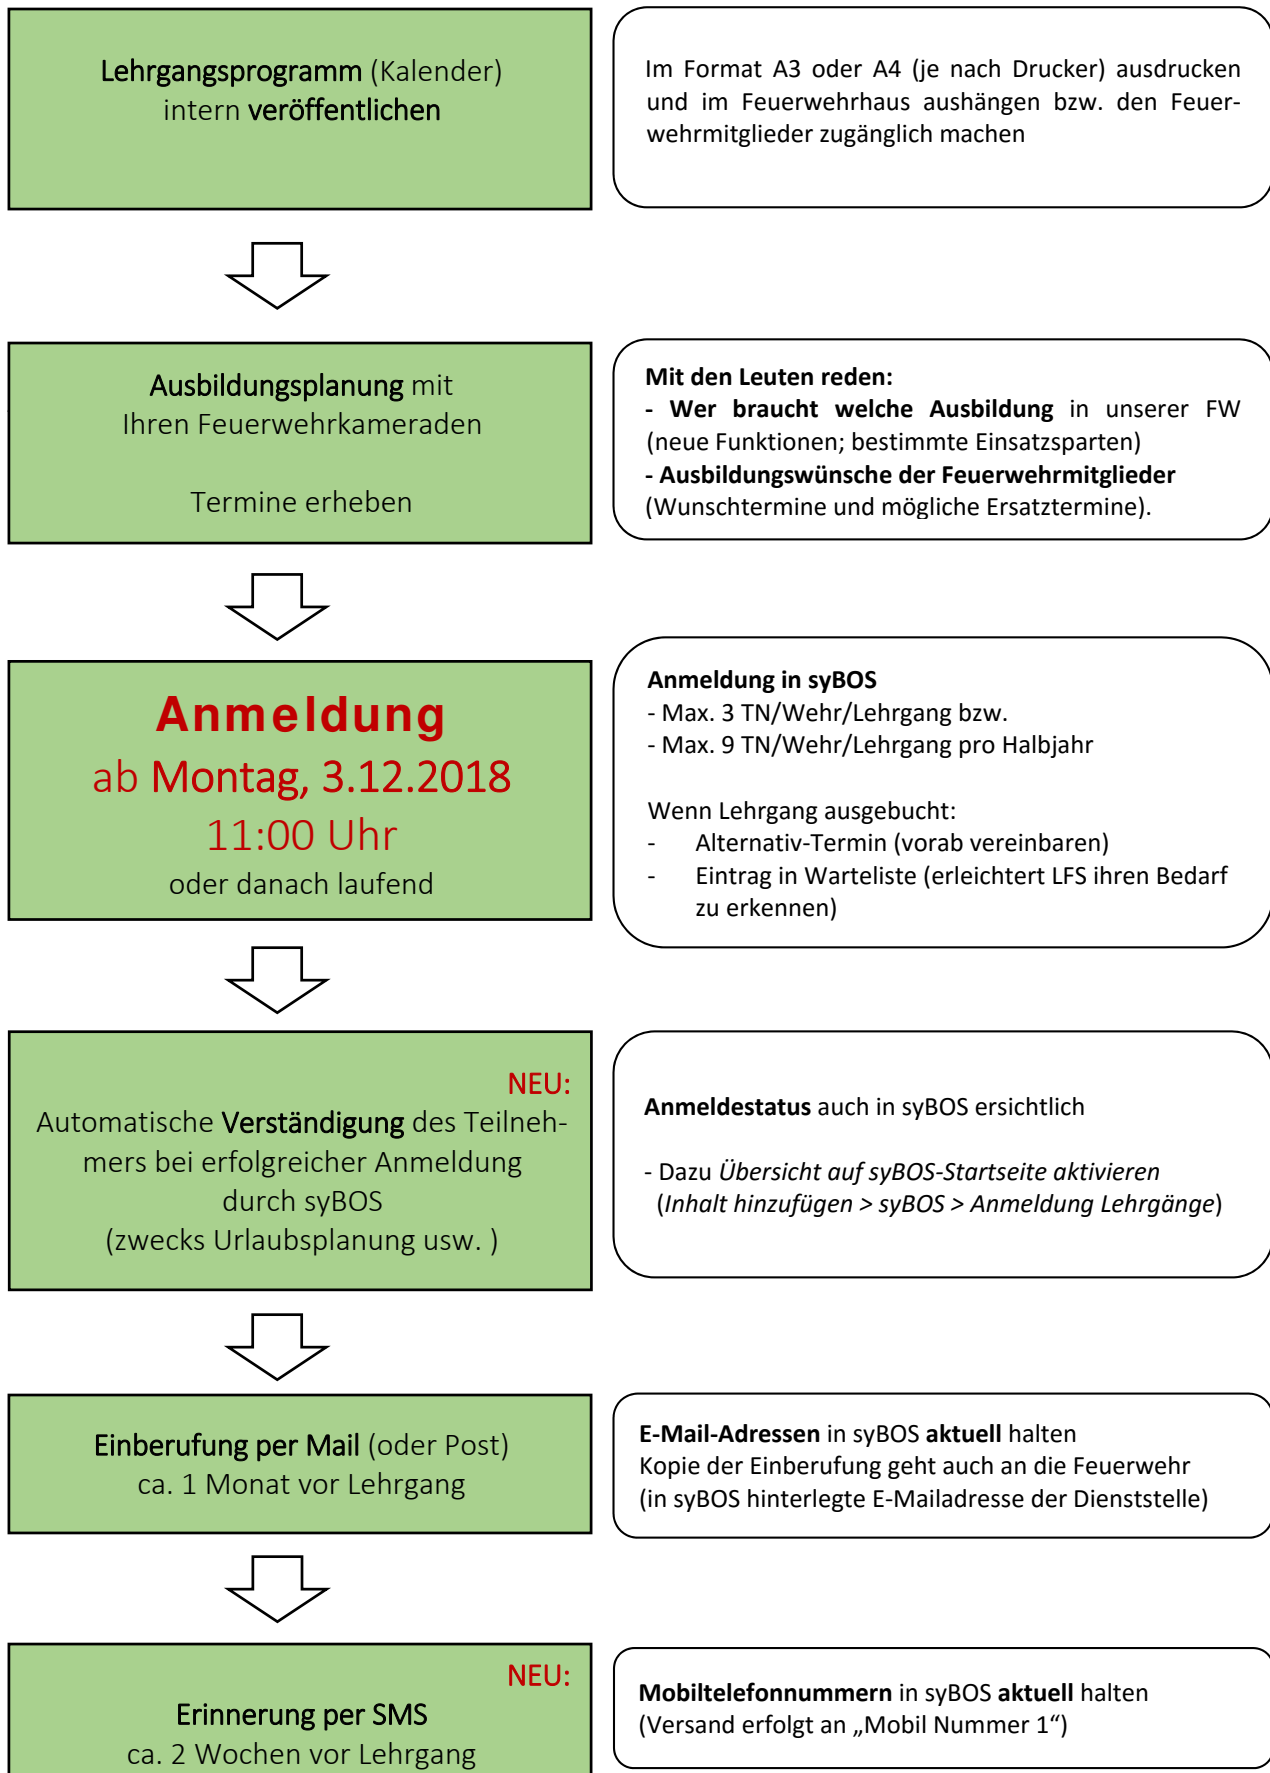 Lehrgangsprogramm (Kalender)
intern veröffentlichen
Im Format A3 oder A4 (je nach Drucker) ausdrucken
und im Feuerwehrhaus aushängen bzw. den Feuer-
wehrmitglieder zugänglich machen
Ausbildungsplanung mit
Ihren Feuerwehrkameraden
Termine erheben
Mit den Leuten reden:
- Wer braucht welche Ausbildung in unserer FW
(neue Funktionen; bestimmte Einsatzsparten)
- Ausbildungswünsche der Feuerwehrmitglieder
(Wunschtermine und mögliche Ersatztermine).
Anmeldung
ab Montag, 3.12.2018
11:00 Uhr
oder danach laufend
Anmeldung in syBOS
- Max. 3 TN/Wehr/Lehrgang bzw.
- Max. 9 TN/Wehr/Lehrgang pro Halbjahr
Wenn Lehrgang ausgebucht:
- Alternativ-Termin (vorab vereinbaren)
- Eintrag in Warteliste (erleichtert LFS ihren Bedarf
zu erkennen)
NEU:
Automatische Verständigung des Teilneh-
mers bei erfolgreicher Anmeldung
durch syBOS
(zwecks Urlaubsplanung usw. )
Anmeldestatus auch in syBOS ersichtlich
- Dazu Übersicht auf syBOS-Startseite aktivieren
(Inhalt hinzufügen > syBOS > Anmeldung Lehrgänge)
Einberufung per Mail (oder Post)
ca. 1 Monat vor Lehrgang
E-Mail-Adressen in syBOS aktuell halten
Kopie der Einberufung geht auch an die Feuerwehr
(in syBOS hinterlegte E-Mailadresse der Dienststelle)
NEU:
Erinnerung per SMS
ca. 2 Wochen vor Lehrgang
Mobiltelefonnummern in syBOS aktuell halten
(Versand erfolgt an „Mobil Nummer 1“)